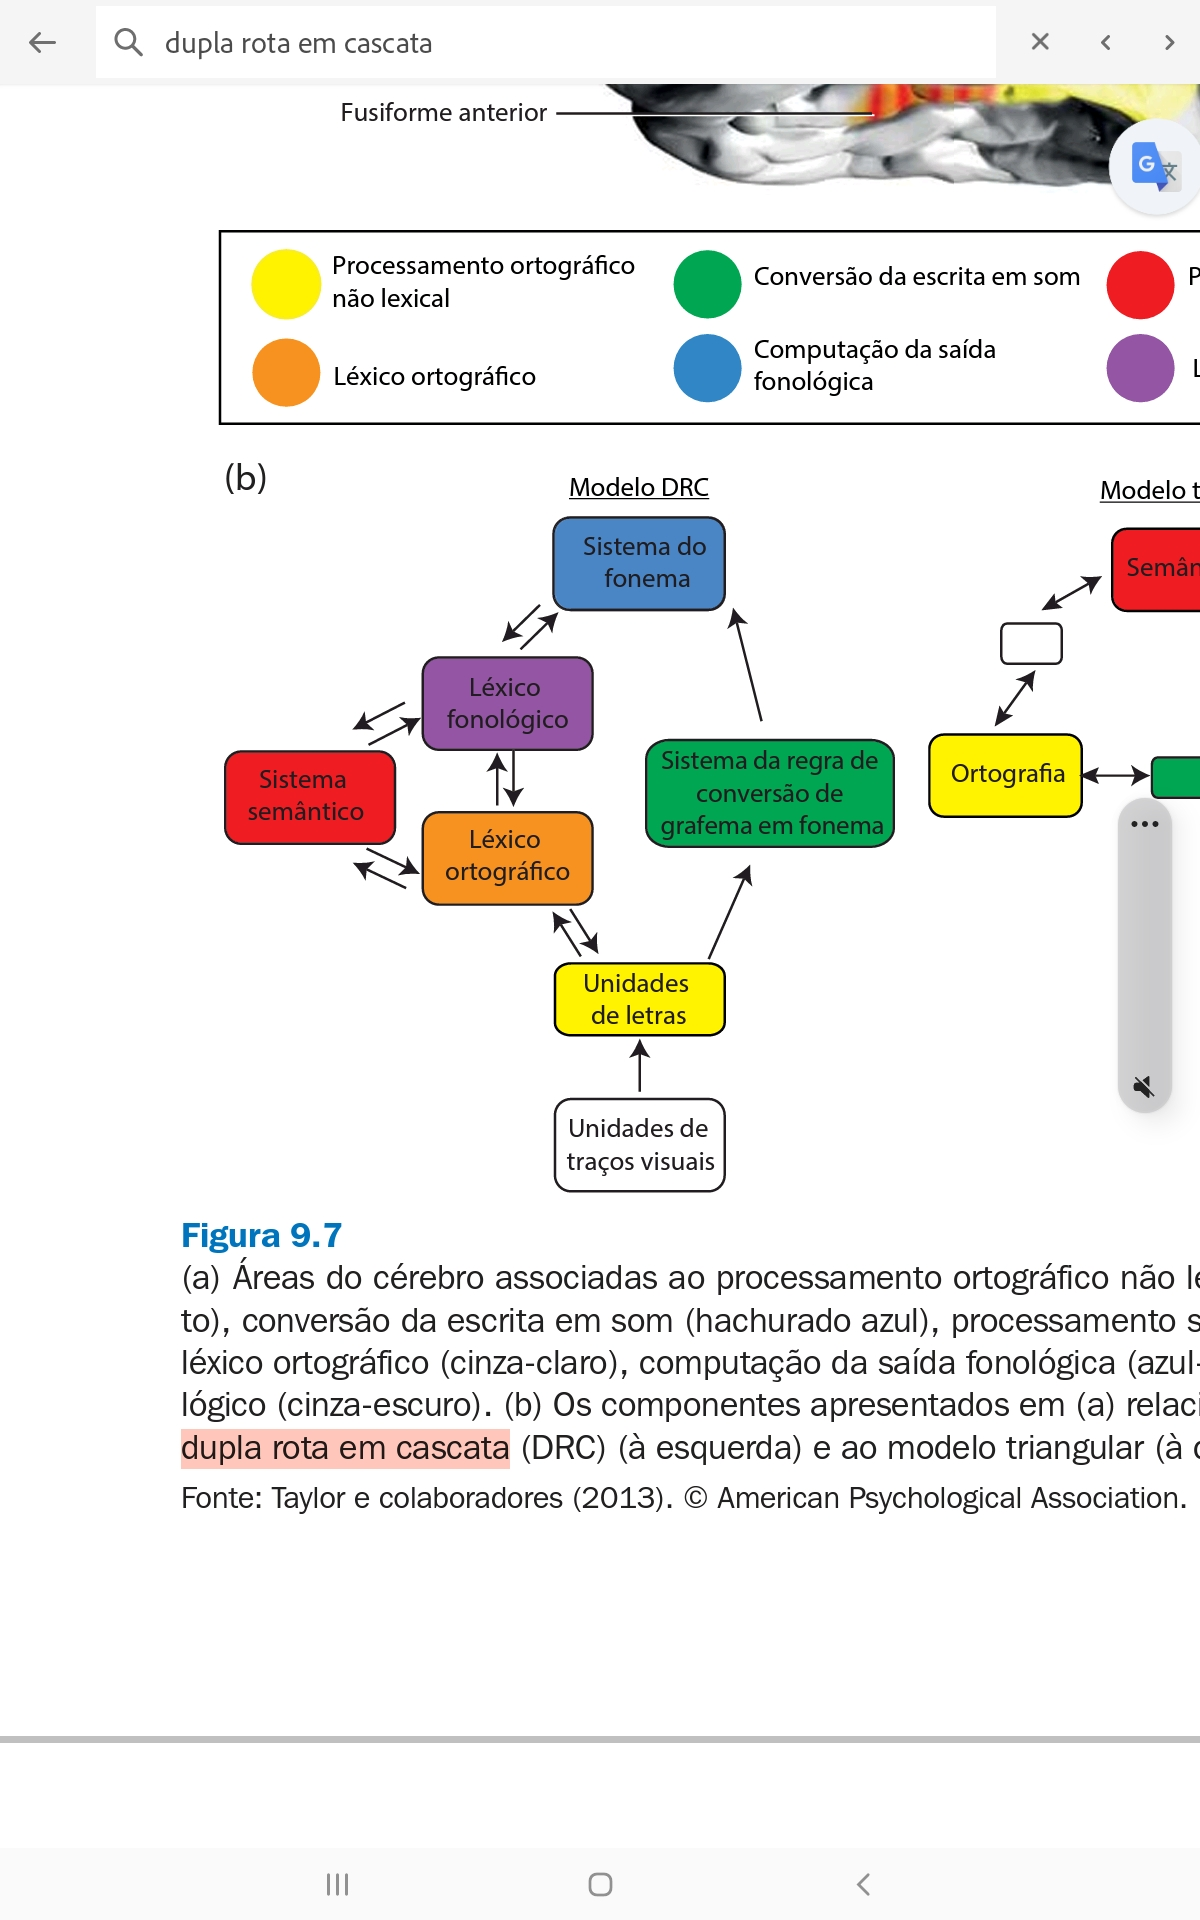 dupla rota em cascata
Fusiforme anterior
Processamento ortográfico
não lexical
Conversão da escrita em som
P
Léxico ortográfico
Computação da saída
fonológica
L
(b)
Modelo DRC
Modelo t
Sistema do
fonema
Semân
Léxico
fonológico
Sistema da regra de
conversão de
grafema em fonema
Ortografia
Sistema
semântico
Léxico
ortográfico
Unidades
de letras
Unidades de
traços visuais
Figura 9.7
(a) Áreas do cérebro associadas ao processamento ortográfico não le
to), conversão da escrita em som (hachurado azul), processamento s
léxico ortográfico (cinza-claro), computação da saída fonológica (azul-
lógico (cinza-escuro). (b) Os componentes apresentados em (a) relaci
dupla rota em cascata (DRC) (à esquerda) e ao modelo triangular (à d
Fonte: Taylor e colaboradores (2013). © American Psychological Association.